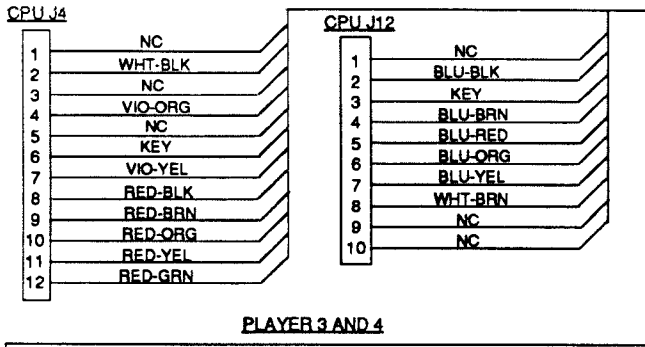 CPU J4
1 NC
2 WHT-BLK
3 NC
4 VIO-ORG
5 NC
6 KEY
7 VIO-YEL
8 RED-BLK
9 RED-BRN
10 RED-ORG
11 RED-YEL
12 RED-GRN
CPU J12
1 NC
2 BLU-BLK
3 KEY
4 BLU-BRN
5 BLU-RED
6 BLU-ORG
7 BLU-YEL
8 WHT-BRN
9 NC
10 NC
PLAYER 3 AND 4